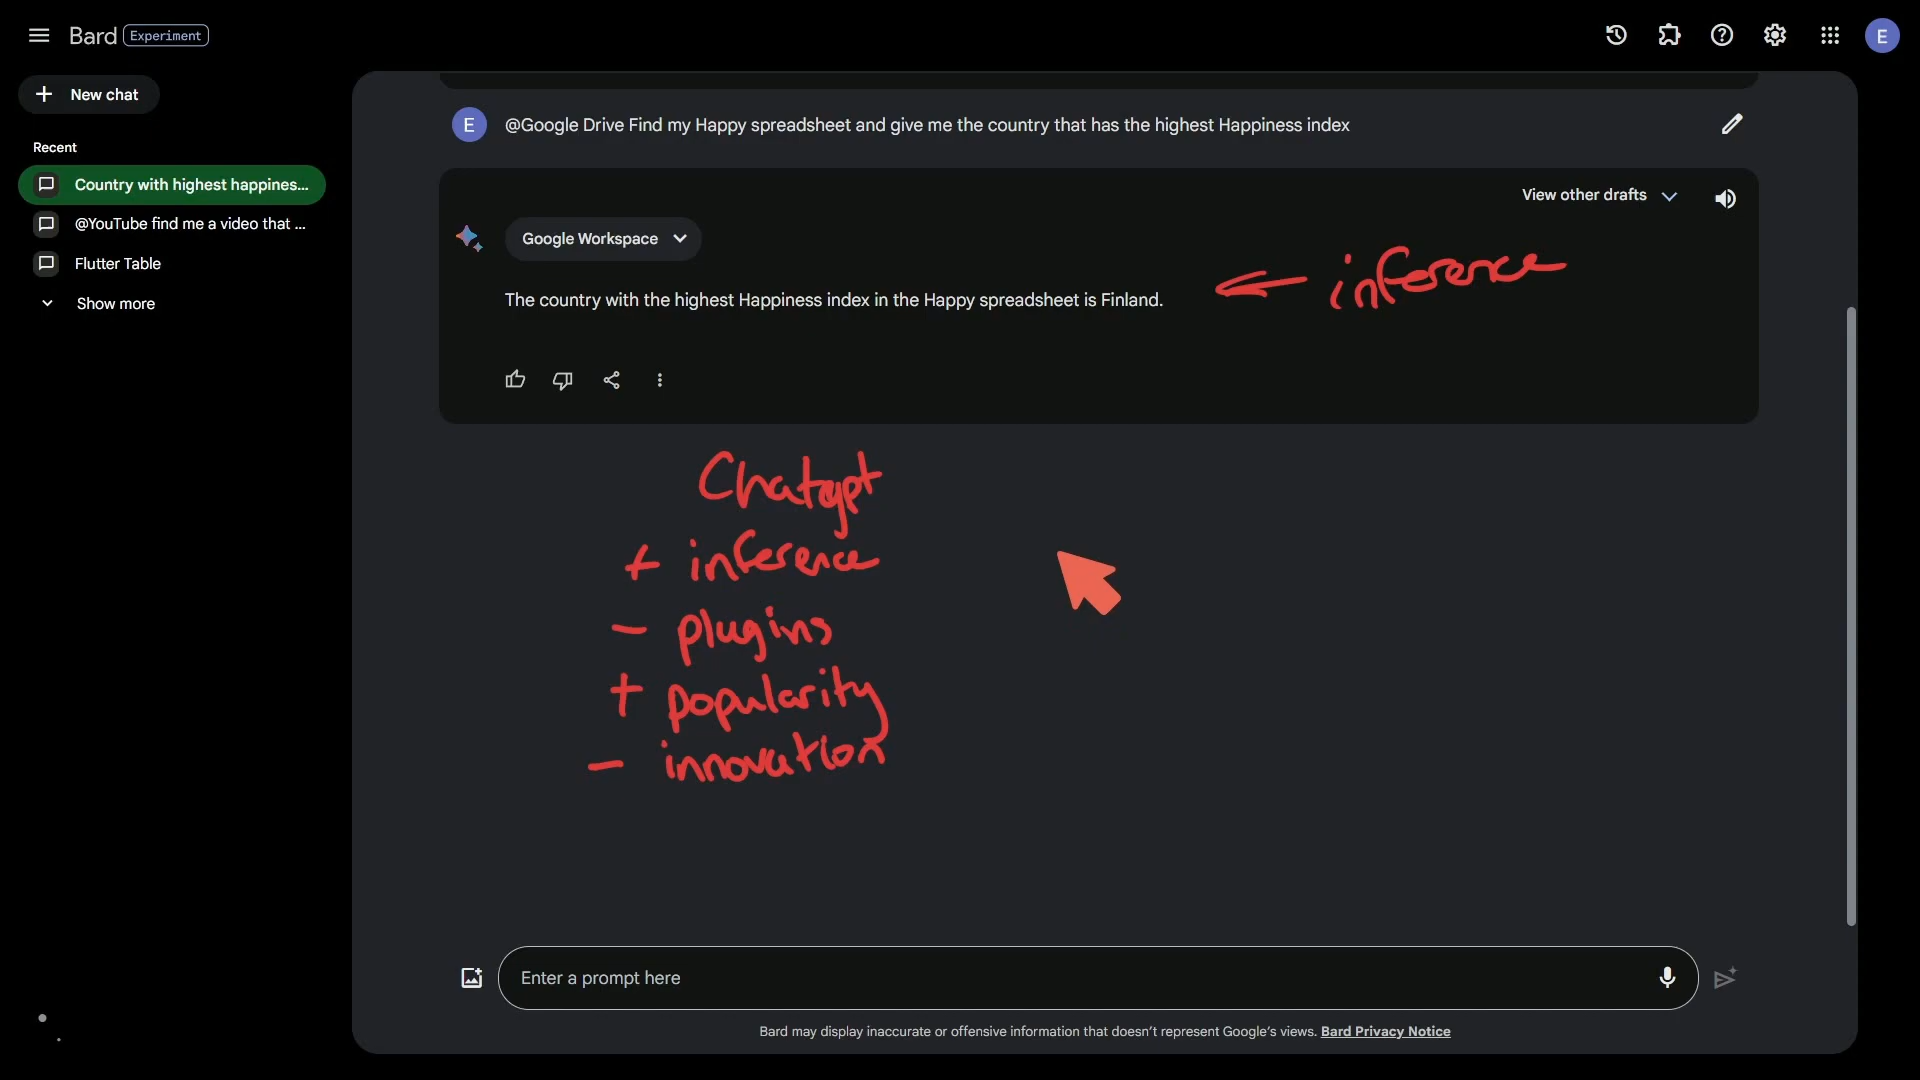 Bard Experiment
E
New chat
Recent
Country with highest happines...
@YouTube find me a video that ...
Flutter Table
Show more
E
@Google Drive Find my Happy spreadsheet and give me the country that has the highest Happiness index
View other drafts
Google Workspace
The country with the highest Happiness index in the Happy spreadsheet is Finland.
inference
Chatgpt
+ inference
- plugins
+ popularity
- innovation
Enter a prompt here
Bard may display inaccurate or offensive information that doesn't represent Google's views. Bard Privacy Notice